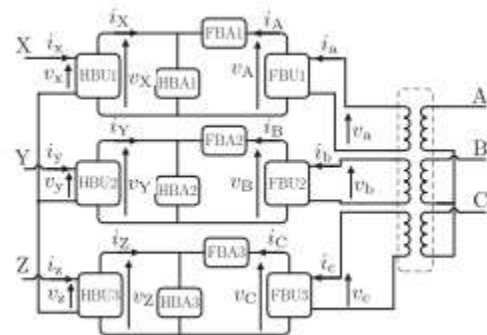 i_X FBA1 i_A
X i_x HBU1 HBA1 FBU1 i_a
v_x v_X v_A v_a A
i_Y FBA2 i_B
Y i_y HBU2 HBA2 FBU2 i_b B
v_y v_Y v_B v_b
i_Z FBA3 i_C C
Z i_z HBU3 HBA3 FBU3 i_c
v_z v_Z v_C v_c